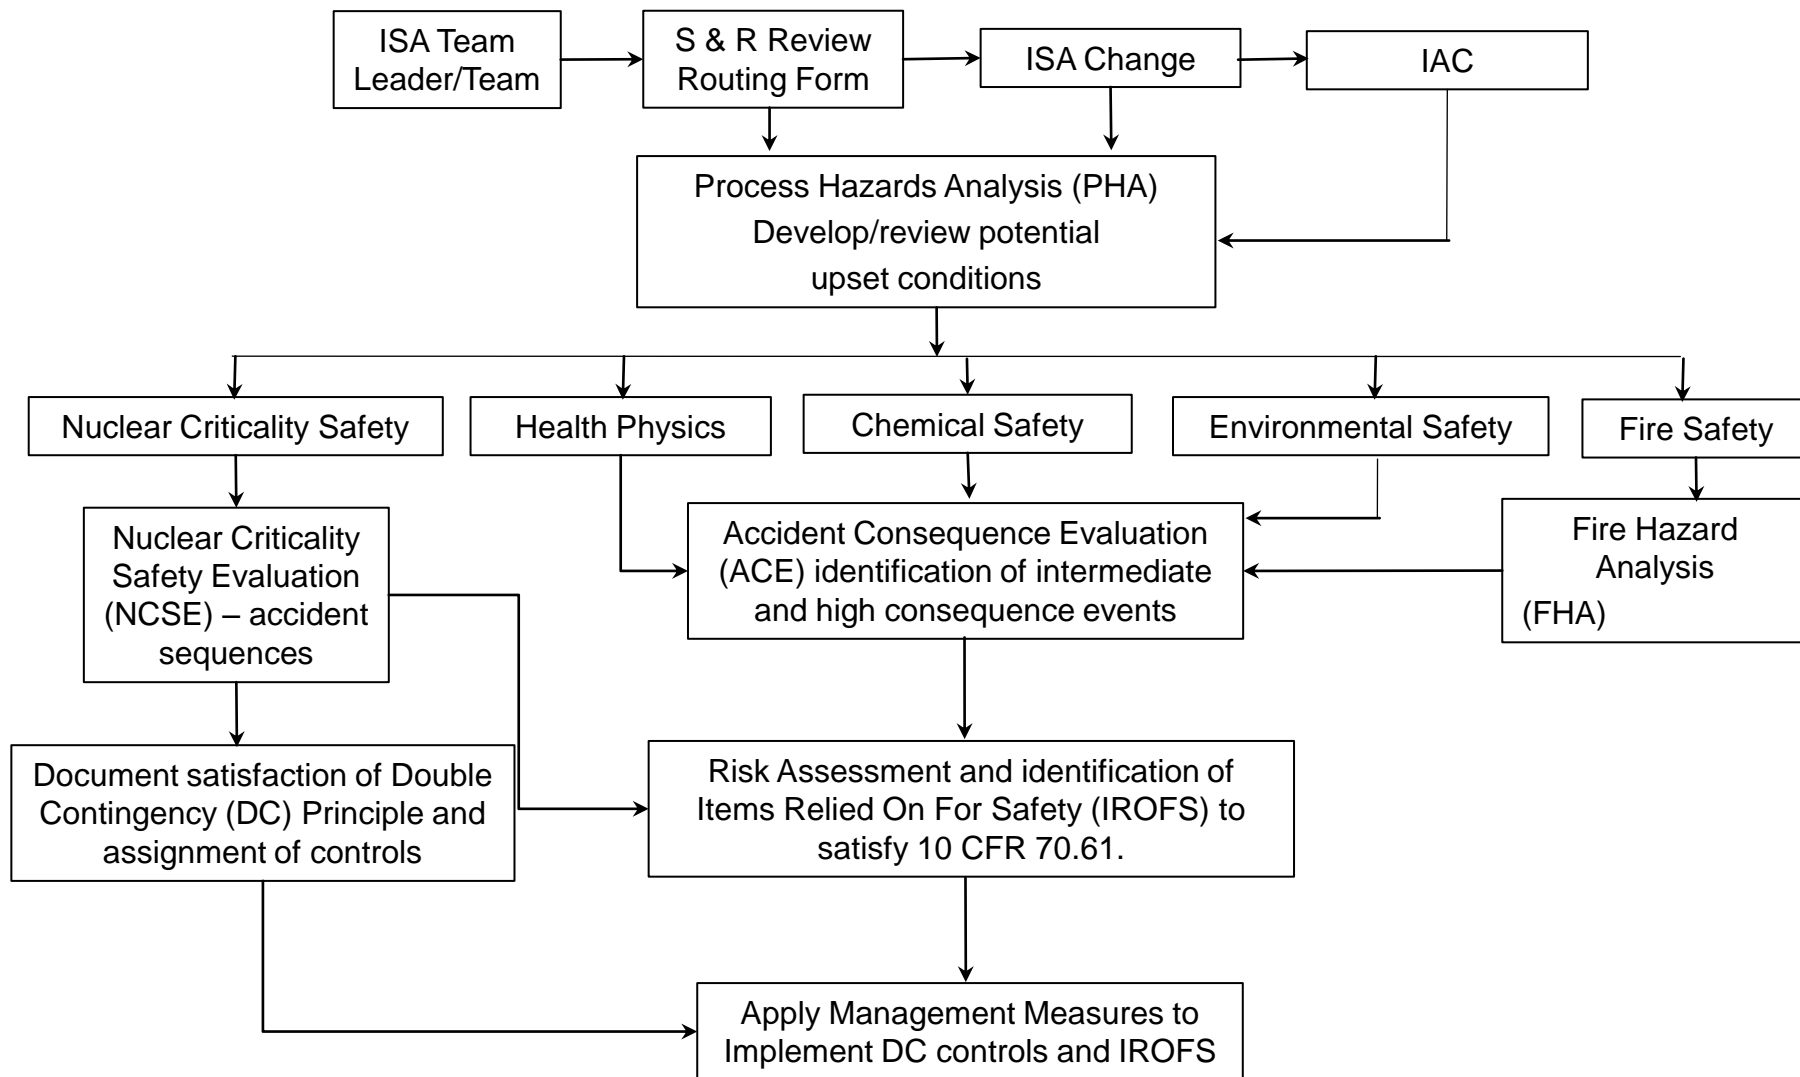 ISA Team
Leader/Team
S & R Review
Routing Form
ISA Change
IAC
Process Hazards Analysis (PHA)
Develop/review potential
upset conditions
Nuclear Criticality Safety
Health Physics
Chemical Safety
Environmental Safety
Fire Safety
Nuclear Criticality
Safety Evaluation
(NCSE) – accident
sequences
Accident Consequence Evaluation
(ACE) identification of intermediate
and high consequence events
Fire Hazard
Analysis
(FHA)
Document satisfaction of Double
Contingency (DC) Principle and
assignment of controls
Risk Assessment and identification of
Items Relied On For Safety (IROFS) to
satisfy 10 CFR 70.61.
Apply Management Measures to
Implement DC controls and IROFS